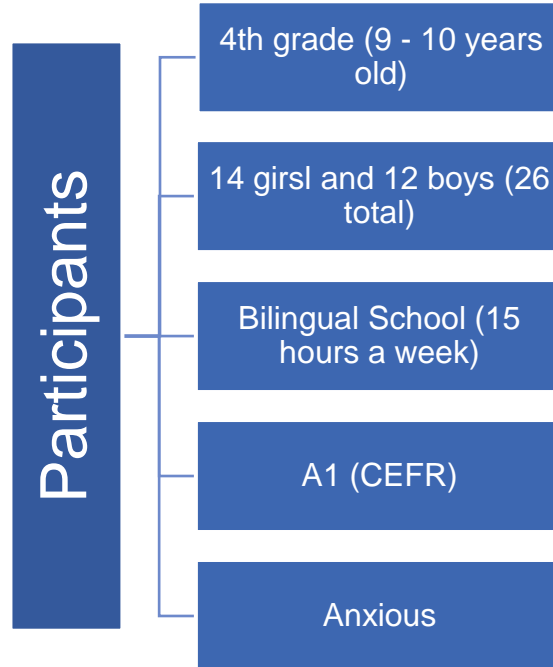 Participants
4th grade (9 - 10 years
old)
14 girsl and 12 boys (26
total)
Bilingual School (15
hours a week)
A1 (CEFR)
Anxious